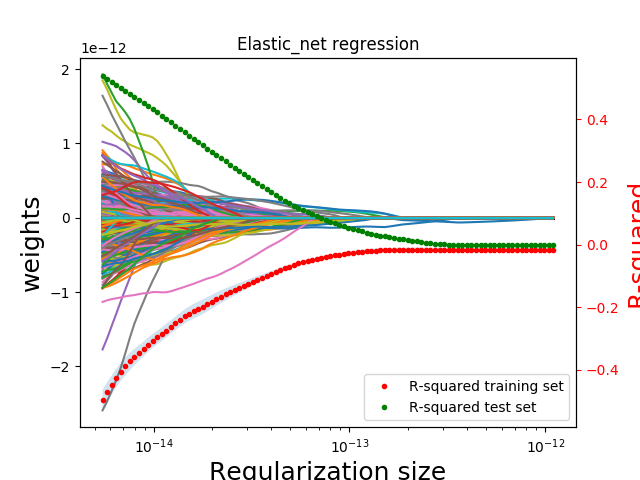 Elastic_net regression
1e−12
2
1
0
−1
−2
weights
0.4
0.2
0.0
−0.2
−0.4
R-squared
R-squared training set
R-squared test set
10⁻¹⁴
10⁻¹³
10⁻¹²
Regularization size